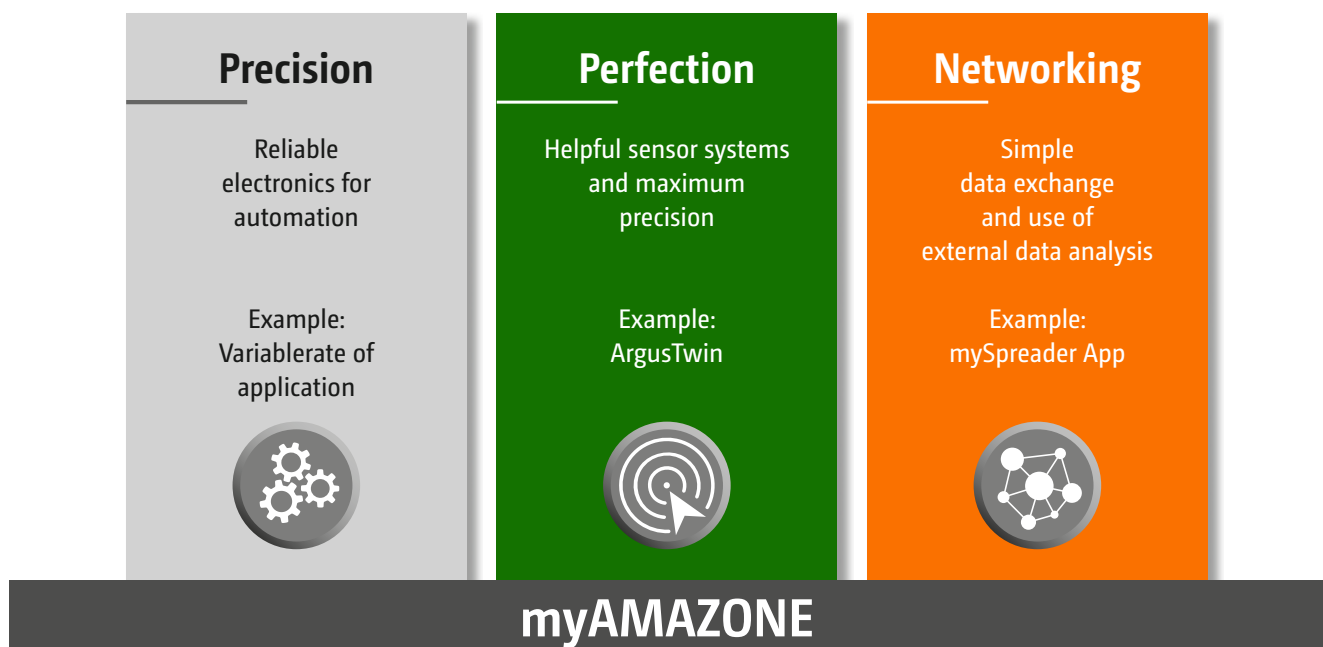 Precision
Reliable
electronics for
automation
Example:
Variablerate of
application
Perfection
Helpful sensor systems
and maximum
precision
Example:
ArgusTwin
Networking
Simple
data exchange
and use of
external data analysis
Example:
mySpreader App
myAMAZONE